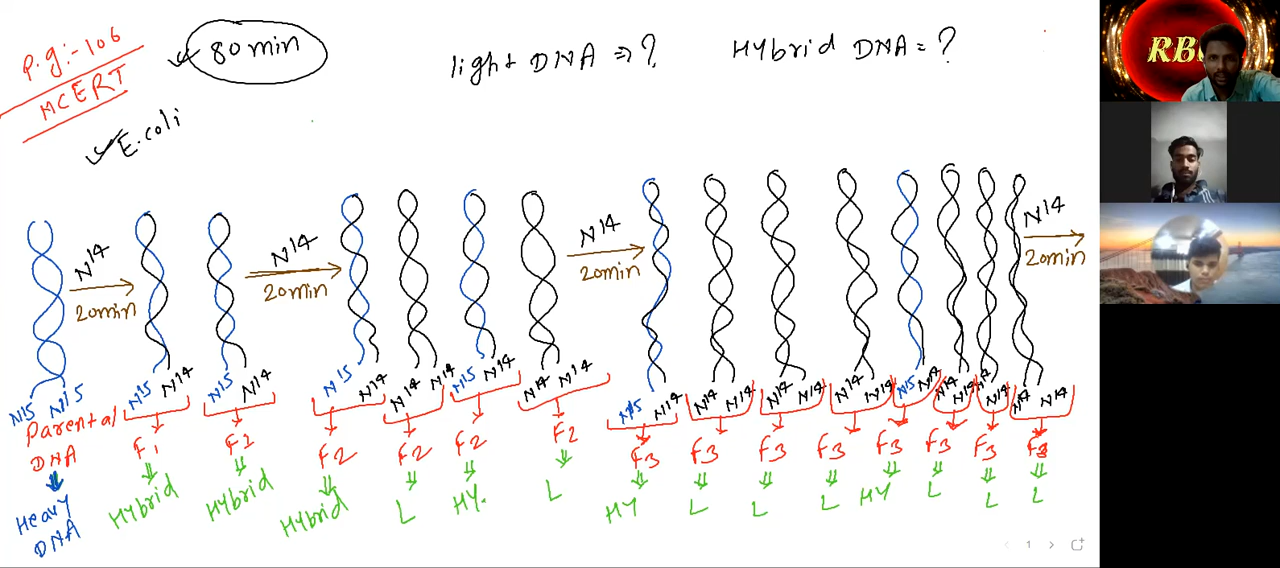 P.g:-106
NCERT
80 min
E.coli
light DNA ⇒ ?
Hybrid DNA = ?
N14
20min
N14
20min
N14
20min
N14
20min
N15 N15
N15 N14
N15 N14
N15 N14
N14 N14
N15 N14
N14 N14
N15 N14
N14 N14
N14 N14
N14 N14
N15 N14
N14 N14
N14 N14
N14 N14
Parental
DNA
Heavy
DNA
F1
Hybrid
F1
Hybrid
F2
Hybrid
F2
L
F2
HY.
F2
L
F3
HY
F3
L
F3
L
F3
L
F3
HY
F3
L
F3
L
F3
L
1